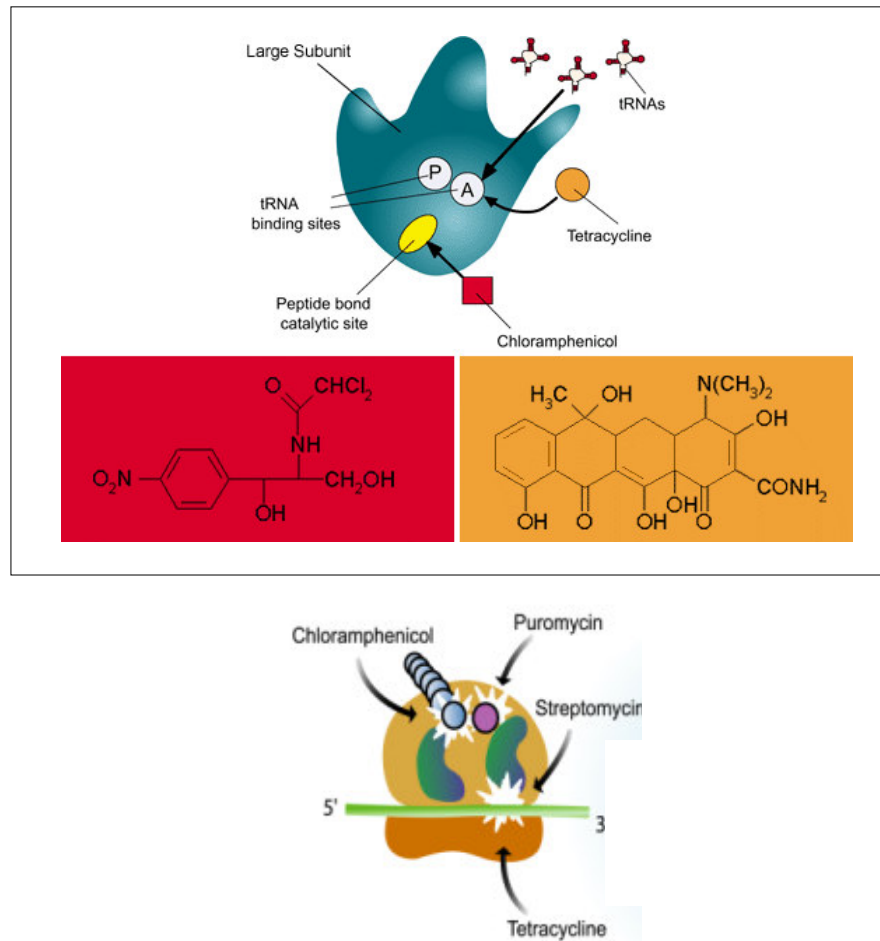 Large Subunit
tRNAs
P
A
tRNA
binding sites
Tetracycline
Peptide bond
catalytic site
Chloramphenicol
O
CHCl₂
NH
O₂N
CH₂OH
OH
H₃C
OH
N(CH₃)₂
OH
OH
O
OH
OH
O
CONH₂
Chloramphenicol
Puromycin
Streptomycin
5'
3
Tetracycline